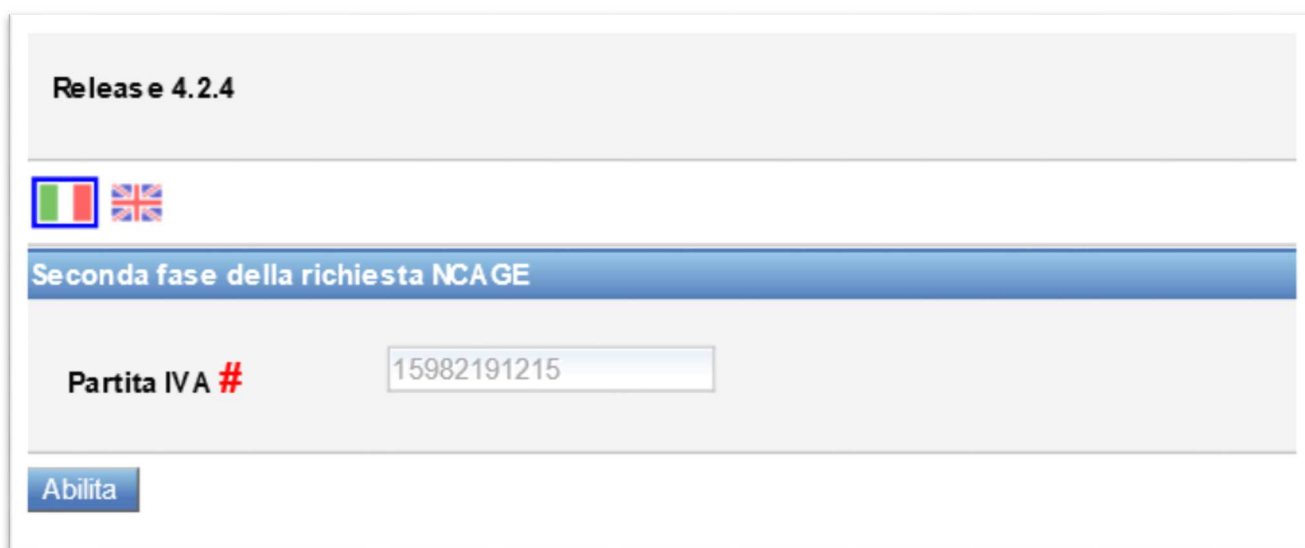 Release 4.2.4
Seconda fase della richiesta NCAGE
Partita IVA # 15982191215
Abilita